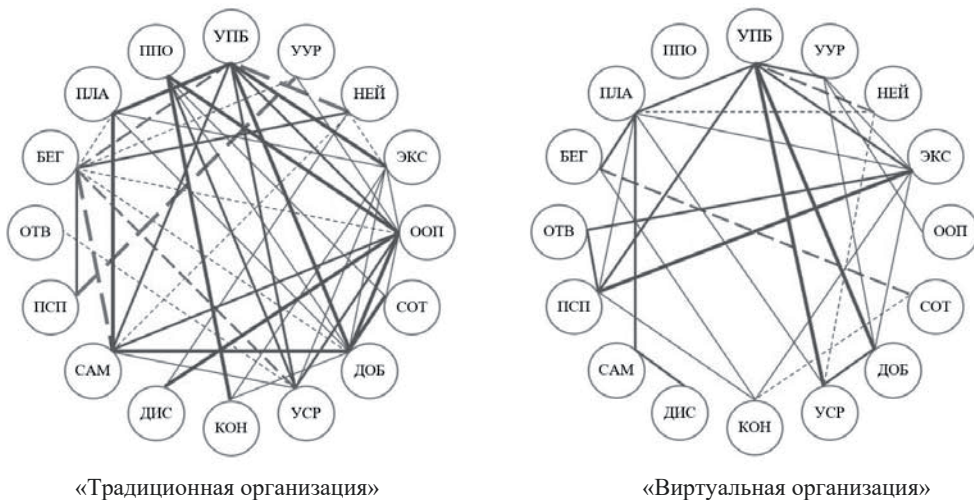 УПБ
УУР
НЕЙ
ЭКС
ООП
СОТ
ДОБ
УСР
КОН
ДИС
САМ
ПСП
ОТВ
БЕГ
ПЛА
ППО
«Традиционная организация»
УПБ
УУР
НЕЙ
ЭКС
ООП
СОТ
ДОБ
УСР
КОН
ДИС
САМ
ПСП
ОТВ
БЕГ
ПЛА
ППО
«Виртуальная организация»